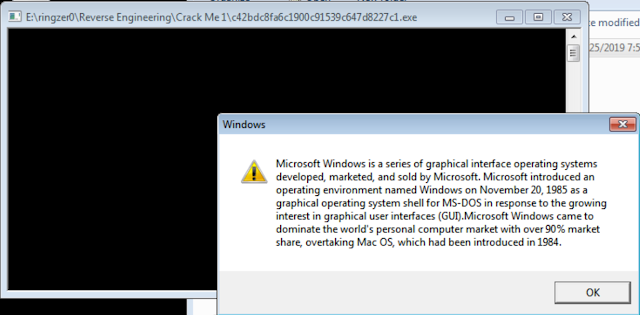 E:\ringzer0\Reverse Engineering\Crack Me 1\c42bdc8fa6c1900c91539c647d8227c1.exe
modified
25/2019 7:5
Windows
Microsoft Windows is a series of graphical interface operating systems
developed, marketed, and sold by Microsoft. Microsoft introduced an
operating environment named Windows on November 20, 1985 as a
graphical operating system shell for MS-DOS in response to the growing
interest in graphical user interfaces (GUI).Microsoft Windows came to
dominate the world's personal computer market with over 90% market
share, overtaking Mac OS, which had been introduced in 1984.
OK